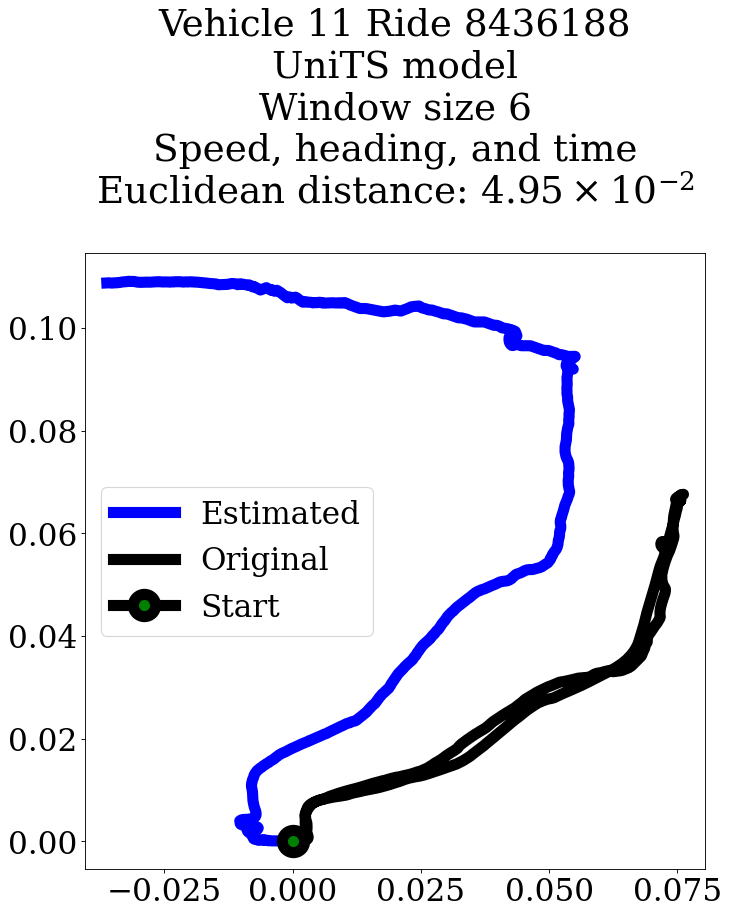 Vehicle 11 Ride 8436188
UniTS model
Window size 6
Speed, heading, and time
Euclidean distance: 4.95 × 10⁻²
0.10
0.08
0.06
0.04
0.02
0.00
Estimated
Original
Start
−0.025 0.000 0.025 0.050 0.075